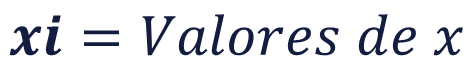 xi = Valores de x